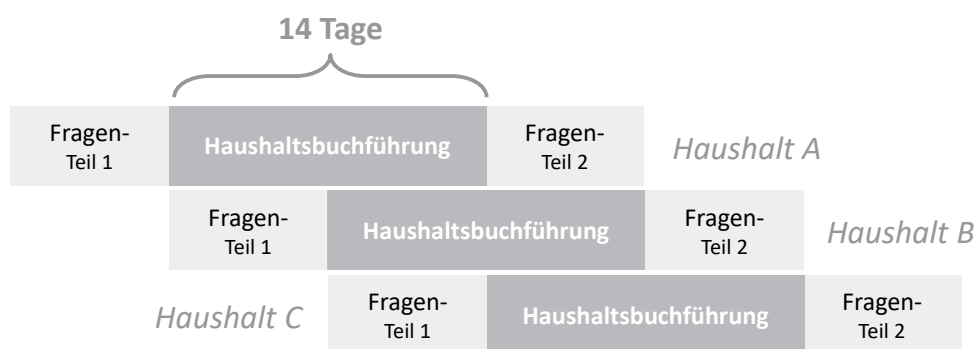 14 Tage
Fragen-
Teil 1
Haushaltsbuchführung
Fragen-
Teil 2
Haushalt A
Fragen-
Teil 1
Haushaltsbuchführung
Fragen-
Teil 2
Haushalt B
Haushalt C
Fragen-
Teil 1
Haushaltsbuchführung
Fragen-
Teil 2